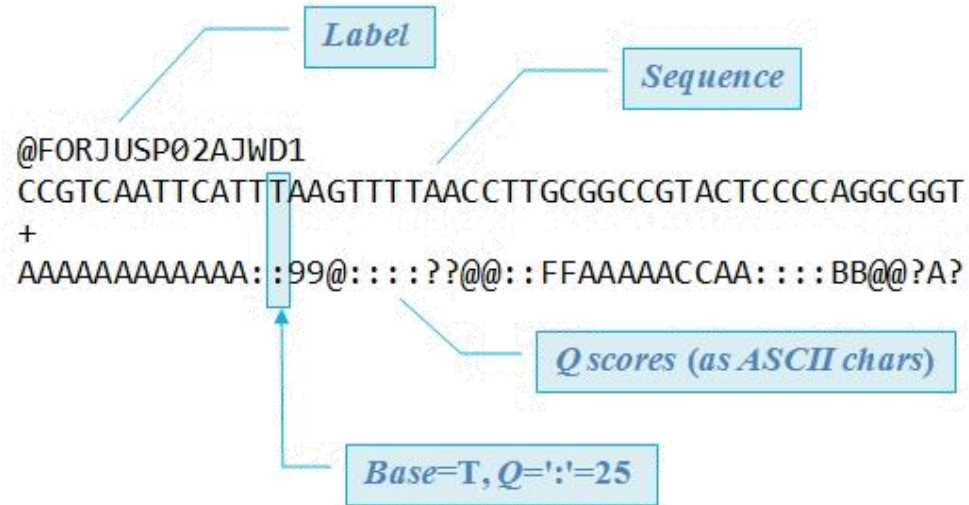 Label
Sequence
@FORJUSP02AJWD1
CCGTCAATTCATTTAAGTTTTAACCTTGCGGCCGTACTCCCCAGGCGGT
+
AAAAAAAAAAAA::99@::::??@@::FFAAAAACCAA::::BB@@?A?
Q scores (as ASCII chars)
Base=T, Q=':'=25